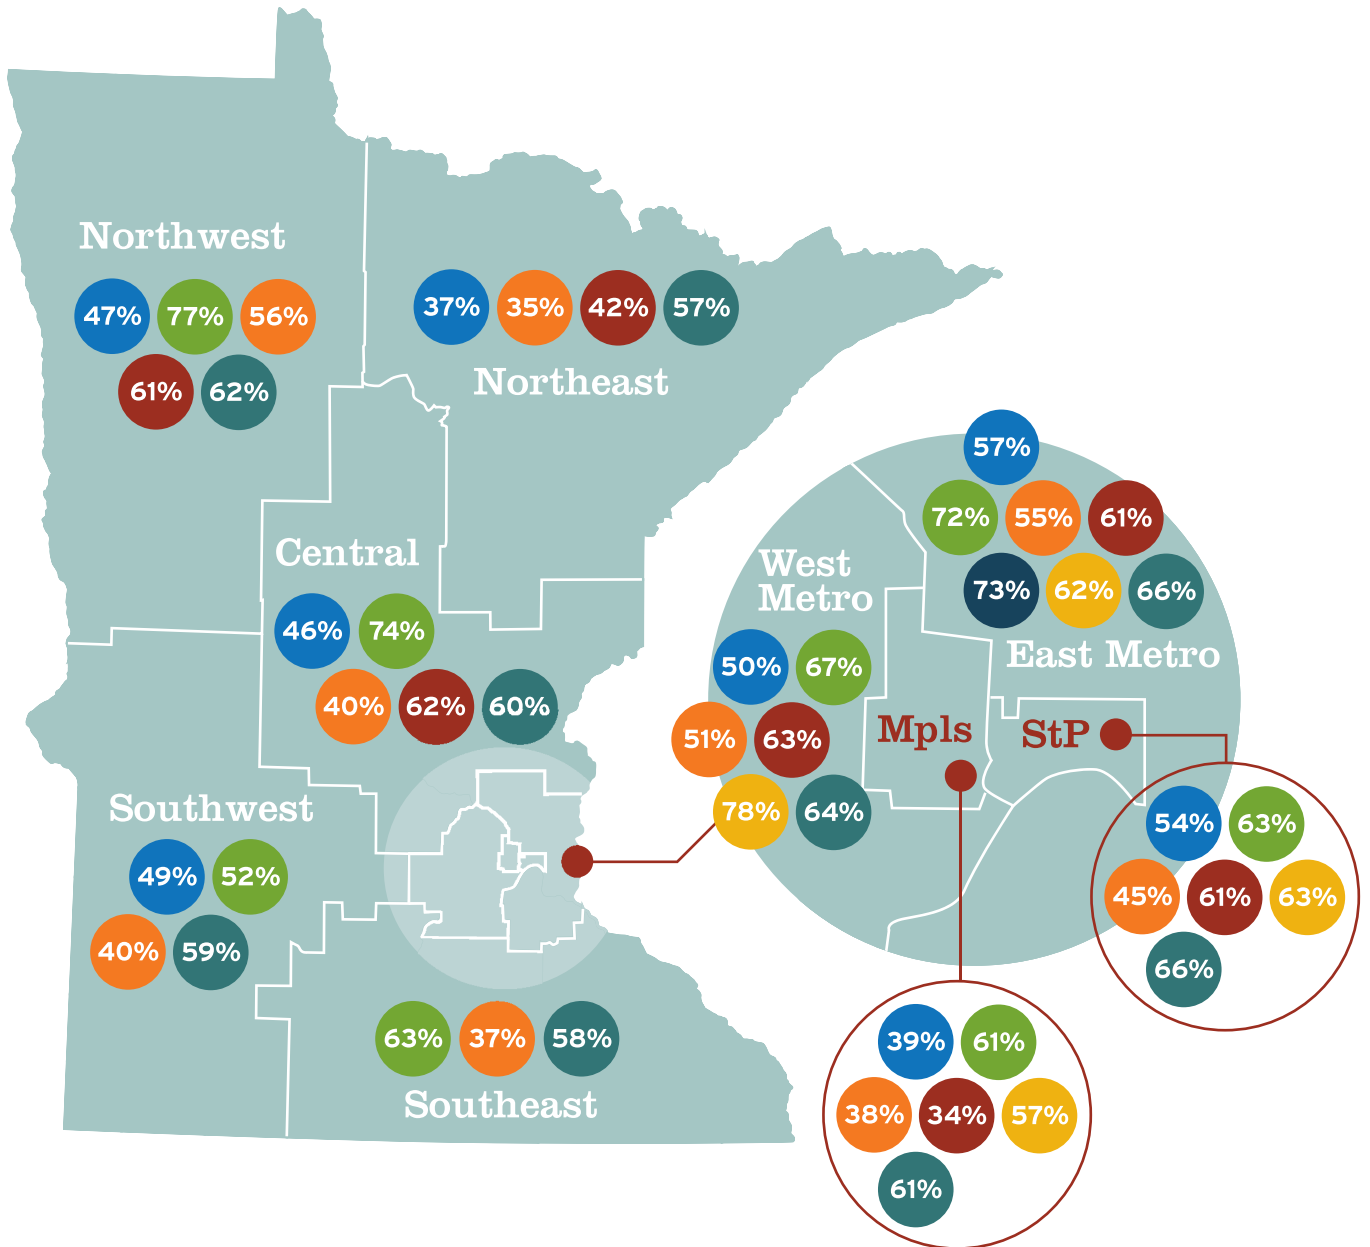 Northwest
47% 77% 56%
61% 62%
37% 35% 42% 57%
Northeast
Central
46% 74%
40% 62% 60%
Southwest
49% 52%
40% 59%
63% 37% 58%
Southeast
57%
72% 55% 61%
73% 62% 66%
East Metro
West
Metro
50% 67%
51% 63%
78% 64%
Mpls
StP
54% 63%
45% 61% 63%
66%
39% 61%
38% 34% 57%
61%